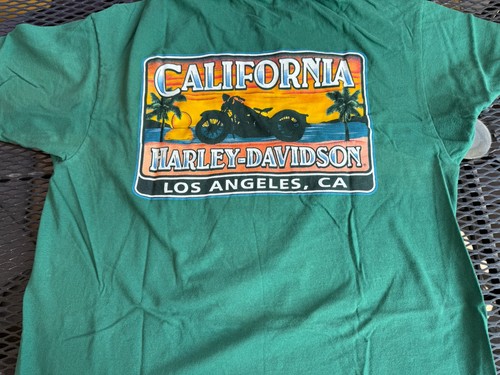 CALIFORNIA
HARLEY-DAVIDSON
LOS ANGELES, CA